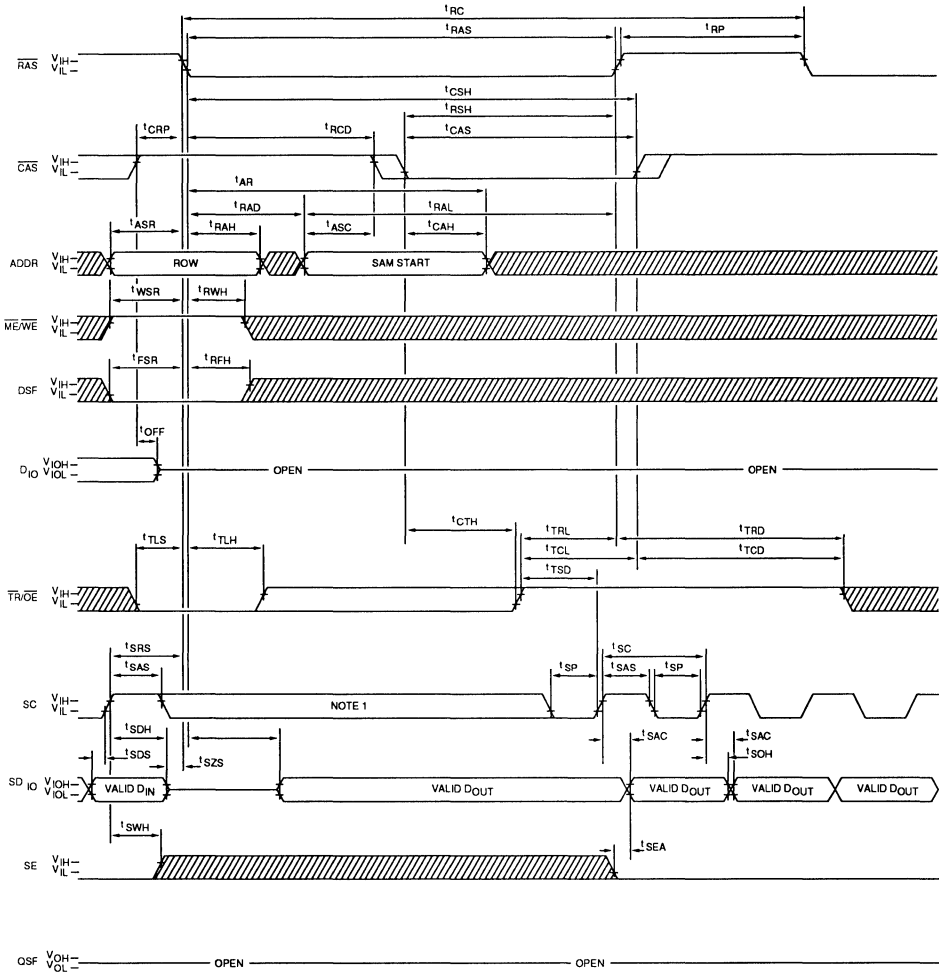 tRC
tRAS
tRP
RAS VIH
VIL
tCSH
tRSH
tCRP tRCD tCAS
CAS VIH
VIL
tAR
tRAD tRAL
tASR tRAH tASC tCAH
ADDR VIH
VIL ROW SAM START
tWSR tRWH
ME/WE VIH
VIL
tFSR tRFH
DSF VIH
VIL
tOFF
DIO VIOH
VIOL OPEN OPEN
tCTH tTRL tTRD
tTLS tTLH tTCL tTCD
tTSD
TR/OE VIH
VIL
tSRS tSC
tSAS tSP tSAS tSP
SC VIH
VIL NOTE 1
tSDH tSAC tSAC
tSDS tSZS tSOH
SD IO VIOH
VIOL VALID DIN VALID DOUT VALID DOUT VALID DOUT VALID DOUT
tSWH tSEA
SE VIH
VIL
QSF VOH
VOL OPEN OPEN